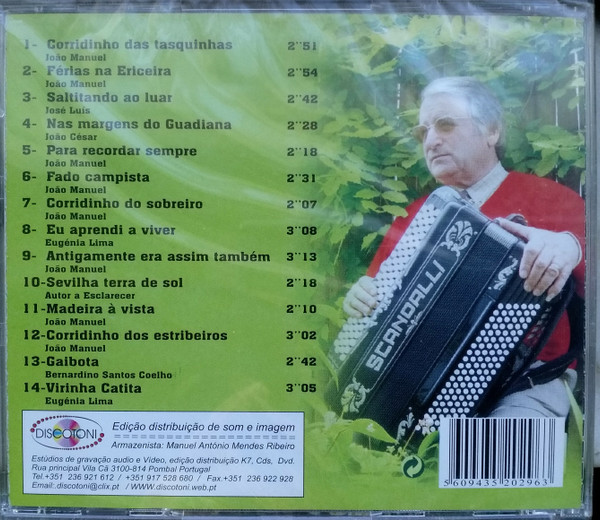 1- Corridinho das tasquinhas 2"51
João Manuel
2- Férias na Ericeira 2"54
João Manuel
3- Saltitando ao luar 2"42
José Luis
4- Nas margens do Guadiana 2"28
João César
5- Para recordar sempre 2"18
João Manuel
6- Fado campista 2"31
João Manuel
7- Corridinho do sobreiro 2"07
João Manuel
8- Eu aprendi a viver 3"08
Eugénia Lima
9- Antigamente era assim também 3"13
João Manuel
10-Sevilha terra de sol 2"18
Autor a Esclarecer
11-Madeira à vista 2"10
João Manuel
12-Corridinho dos estribeiros 3"02
João Manuel
13-Gaibota 2"42
Bernardino Santos Coelho
14-Virinha Catita 3"05
Eugénia Lima
SCANDALLI
DISCOTONI
Edição distribuição de som e imagem
Armazenista: Manuel António Mendes Ribeiro
Estúdios de gravação audio e Vídeo, edição distribuição K7, Cds, Dvd.
Rua principal Vila Cã 3100-814 Pombal Portugal
Tel.+351 236 921 612 / +351 917 528 680 / Fax.+351 236 922 928
Email:.discotoni@clix.pt / WWW.discotoni.web.pt
5609435202963